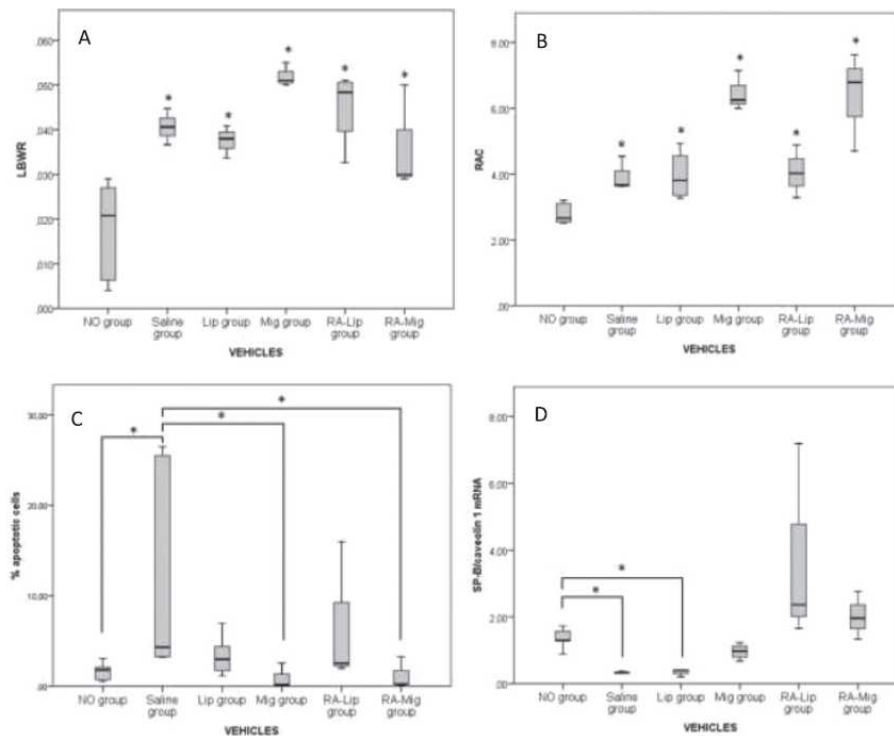 A
.060
*
*
*
*
*
.050
.040
.030
.020
.010
.000
LBWR
NO group
Saline group
Lip group
Mig group
RA-Lip group
RA-Mig group
VEHICLES
B
8.00
*
*
*
*
*
6.00
4.00
2.00
.00
RAC
NO group
Saline group
Lip group
Mig group
RA-Lip group
RA-Mig group
VEHICLES
C
30.00
*
*
*
20.00
10.00
.00
% apoptotic cells
NO group
Saline group
Lip group
Mig group
RA-Lip group
RA-Mig group
VEHICLES
D
8.00
6.00
4.00
*
*
2.00
.00
mRNA
NO group
Saline group
Lip group
Mig group
RA-Lip group
RA-Mig group
VEHICLES